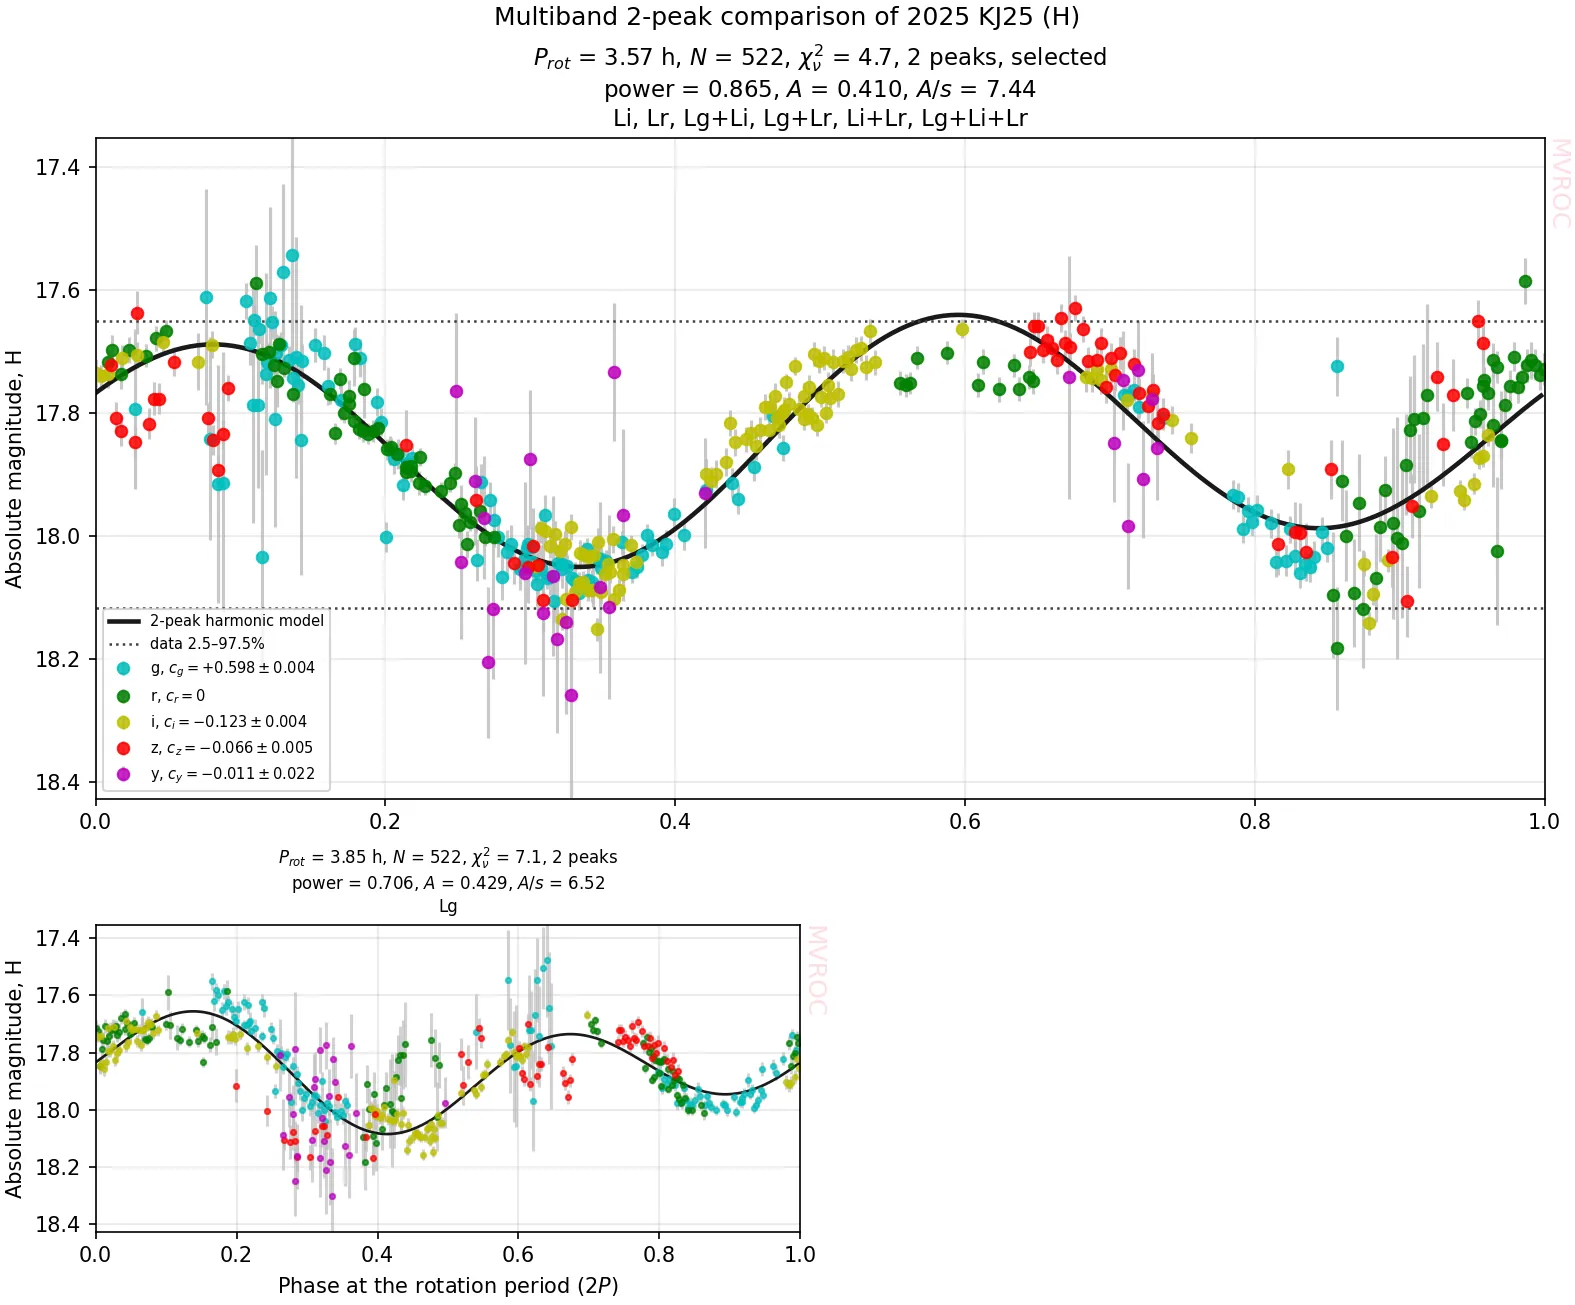 Multiband 2-peak comparison of 2025 KJ25 (H)
P_rot = 3.57 h, N = 522, χ²_ν = 4.7, 2 peaks, selected
power = 0.865, A = 0.410, A/s = 7.44
Li, Lr, Lg+Li, Lg+Lr, Li+Lr, Lg+Li+Lr
MVROC
Absolute magnitude, H
17.4
17.6
17.8
18.0
18.2
18.4
2-peak harmonic model
data 2.5–97.5%
g, c_g = +0.598 ± 0.004
r, c_r = 0
i, c_i = −0.123 ± 0.004
z, c_z = −0.066 ± 0.005
y, c_y = −0.011 ± 0.022
0.0 0.2 0.4 0.6 0.8 1.0
P_rot = 3.85 h, N = 522, χ²_ν = 7.1, 2 peaks
power = 0.706, A = 0.429, A/s = 6.52
Lg
MVROC
Absolute magnitude, H
17.4
17.6
17.8
18.0
18.2
18.4
0.0 0.2 0.4 0.6 0.8 1.0
Phase at the rotation period (2P)